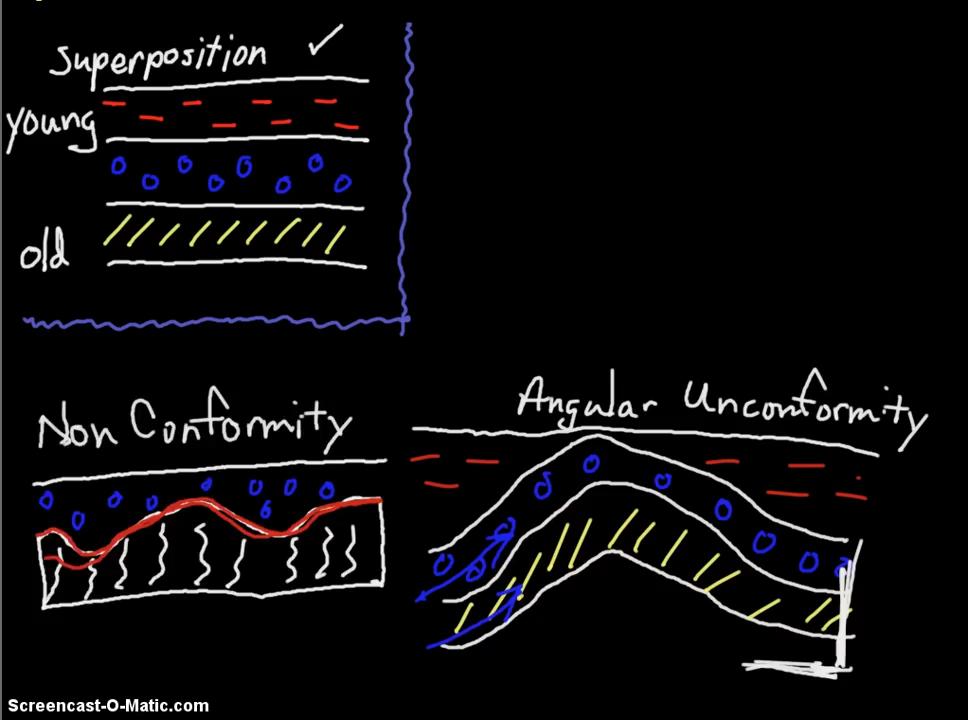 Superposition
young
old
Non Conformity
Angular Unconformity
Screencast-O-Matic.com